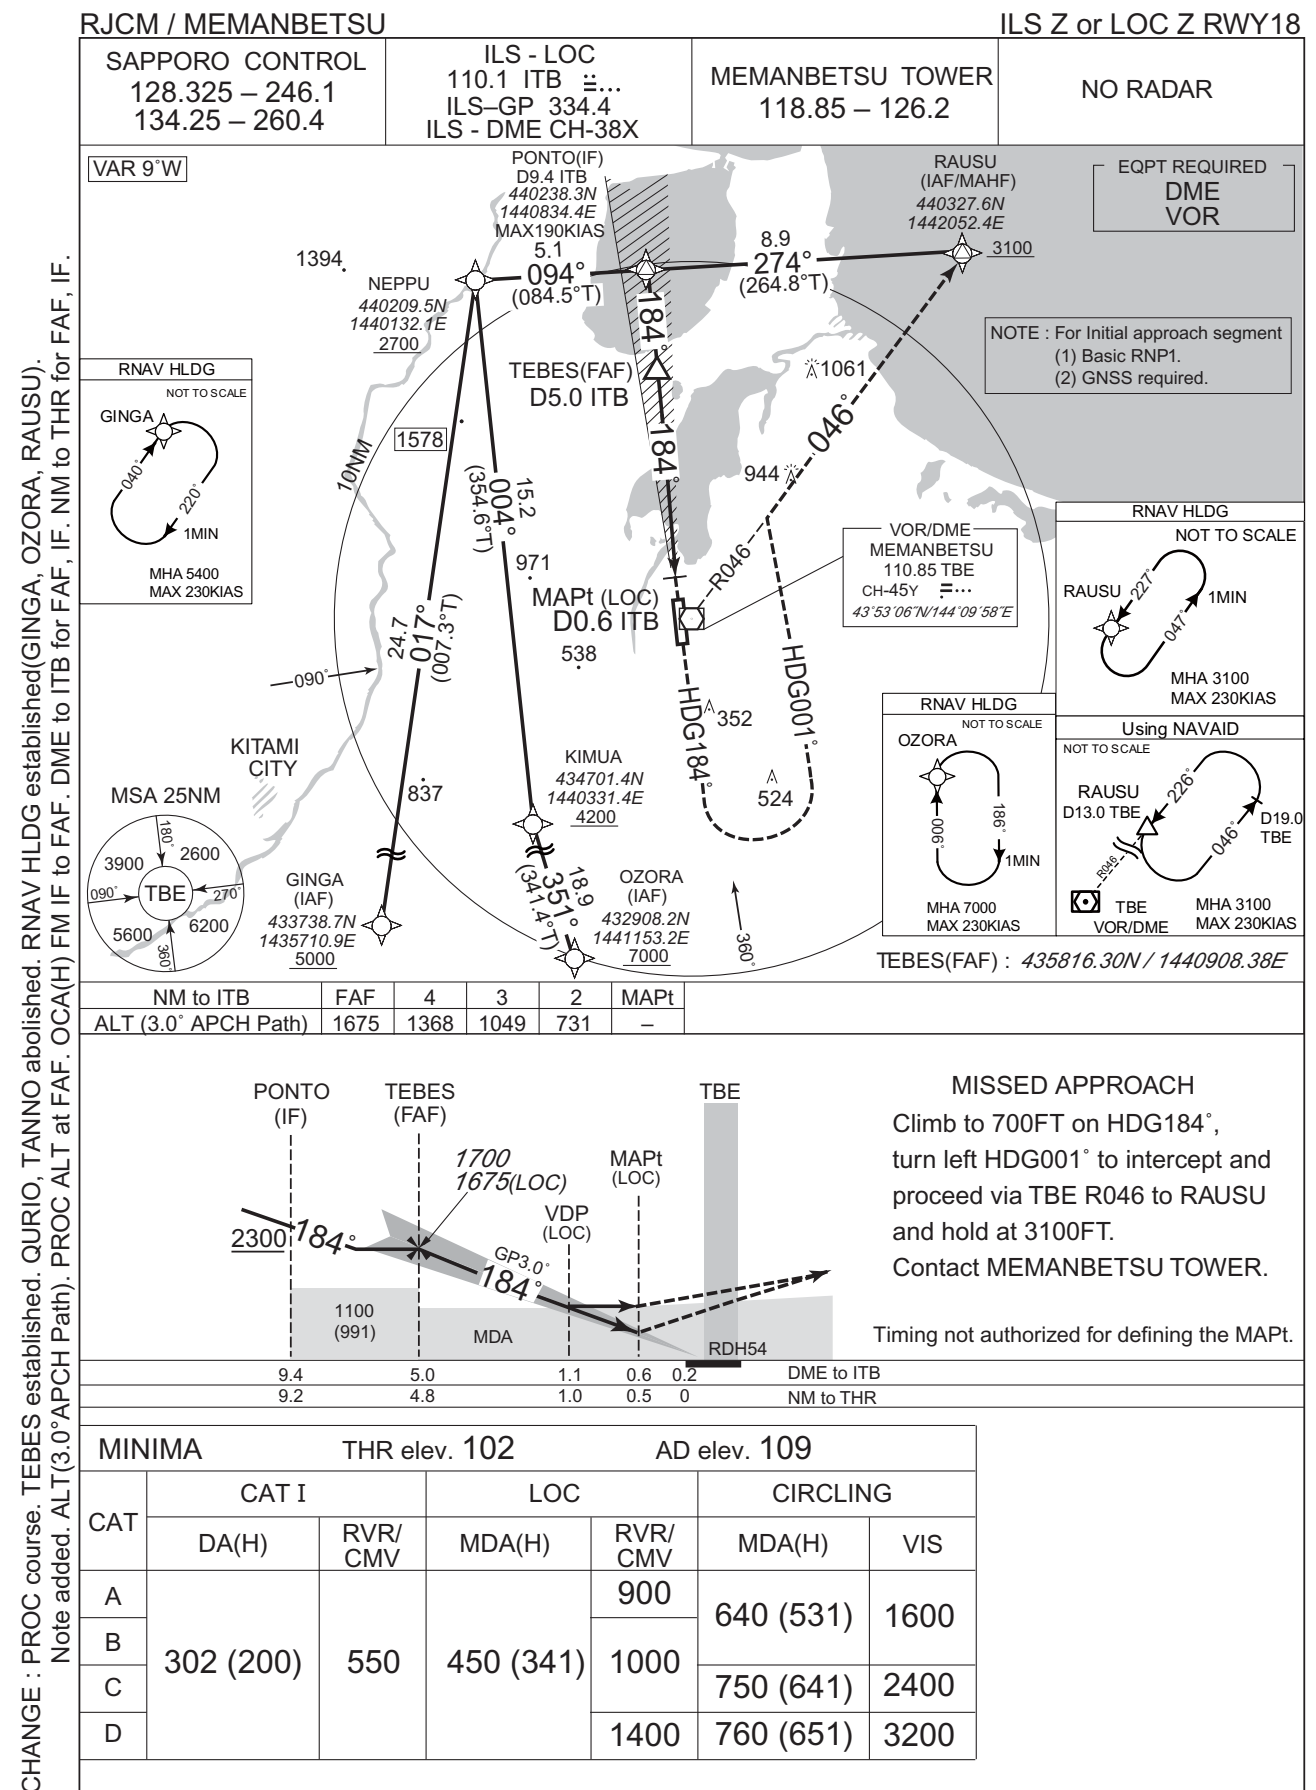 RJCM / MEMANBETSU
ILS Z or LOC Z RWY18
SAPPORO CONTROL
128.325 – 246.1
134.25 – 260.4
ILS - LOC
110.1 ITB
ILS–GP 334.4
ILS - DME CH-38X
MEMANBETSU TOWER
118.85 – 126.2
NO RADAR
VAR 9°W
PONTO(IF)
D9.4 ITB
440238.3N
1440834.4E
MAX190KIAS
RAUSU
(IAF/MAHF)
440327.6N
1442052.4E
3100
EQPT REQUIRED
DME
VOR
1394
NEPPU
440209.5N
1440132.1E
2700
5.1
094°
(084.5°T)
8.9
274°
(264.8°T)
NOTE : For Initial approach segment
(1) Basic RNP1.
(2) GNSS required.
184°
TEBES(FAF)
D5.0 ITB
184°
1061
046°
944
RNAV HLDG
NOT TO SCALE
GINGA
040°
220°
1MIN
MHA 5400
MAX 230KIAS
10NM
1578
15.2
004°
(354.6°T)
971
MAPt (LOC)
D0.6 ITB
538
R046
VOR/DME
MEMANBETSU
110.85 TBE
CH-45Y
43°53′06″N/144°09′58″E
RNAV HLDG
NOT TO SCALE
RAUSU
227°
047°
1MIN
MHA 3100
MAX 230KIAS
24.7
017°
(007.3°T)
090°
HDG184°
HDG001°
352
524
KITAMI
CITY
837
KIMUA
434701.4N
1440331.4E
4200
RNAV HLDG
NOT TO SCALE
OZORA
006°
186°
1MIN
MHA 7000
MAX 230KIAS
Using NAVAID
NOT TO SCALE
RAUSU
D13.0 TBE
226°
046°
D19.0
TBE
R046
TBE
VOR/DME
MHA 3100
MAX 230KIAS
MSA 25NM
180°
3900
2600
090°
TBE
270°
5600
6200
360°
GINGA
(IAF)
433738.7N
1435710.9E
5000
18.9
351°
(341.4°T)
OZORA
(IAF)
432908.2N
1441153.2E
7000
360°
TEBES(FAF) : 435816.30N / 1440908.38E
NM to ITB FAF 4 3 2 MAPt
ALT (3.0° APCH Path) 1675 1368 1049 731 –
PONTO
(IF)
TEBES
(FAF)
TBE
1700
1675(LOC)
MAPt
(LOC)
VDP
(LOC)
2300
184°
GP3.0°
184°
1100
(991)
MDA
RDH54
9.4 5.0 1.1 0.6 0.2 DME to ITB
9.2 4.8 1.0 0.5 0 NM to THR
MISSED APPROACH
Climb to 700FT on HDG184°,
turn left HDG001° to intercept and
proceed via TBE R046 to RAUSU
and hold at 3100FT.
Contact MEMANBETSU TOWER.
Timing not authorized for defining the MAPt.
MINIMA THR elev. 102 AD elev. 109
CAT CAT I LOC CIRCLING
DA(H) RVR/CMV MDA(H) RVR/CMV MDA(H) VIS
A 302 (200) 550 450 (341) 900 640 (531) 1600
B 1000
C 750 (641) 2400
D 1400 760 (651) 3200
CHANGE : PROC course. TEBES established. QURIO, TANNO abolished. RNAV HLDG established(GINGA, OZORA, RAUSU).
Note added. ALT(3.0°APCH Path). PROC ALT at FAF. OCA(H) FM IF to FAF. DME to ITB for FAF, IF. NM to THR for FAF, IF.